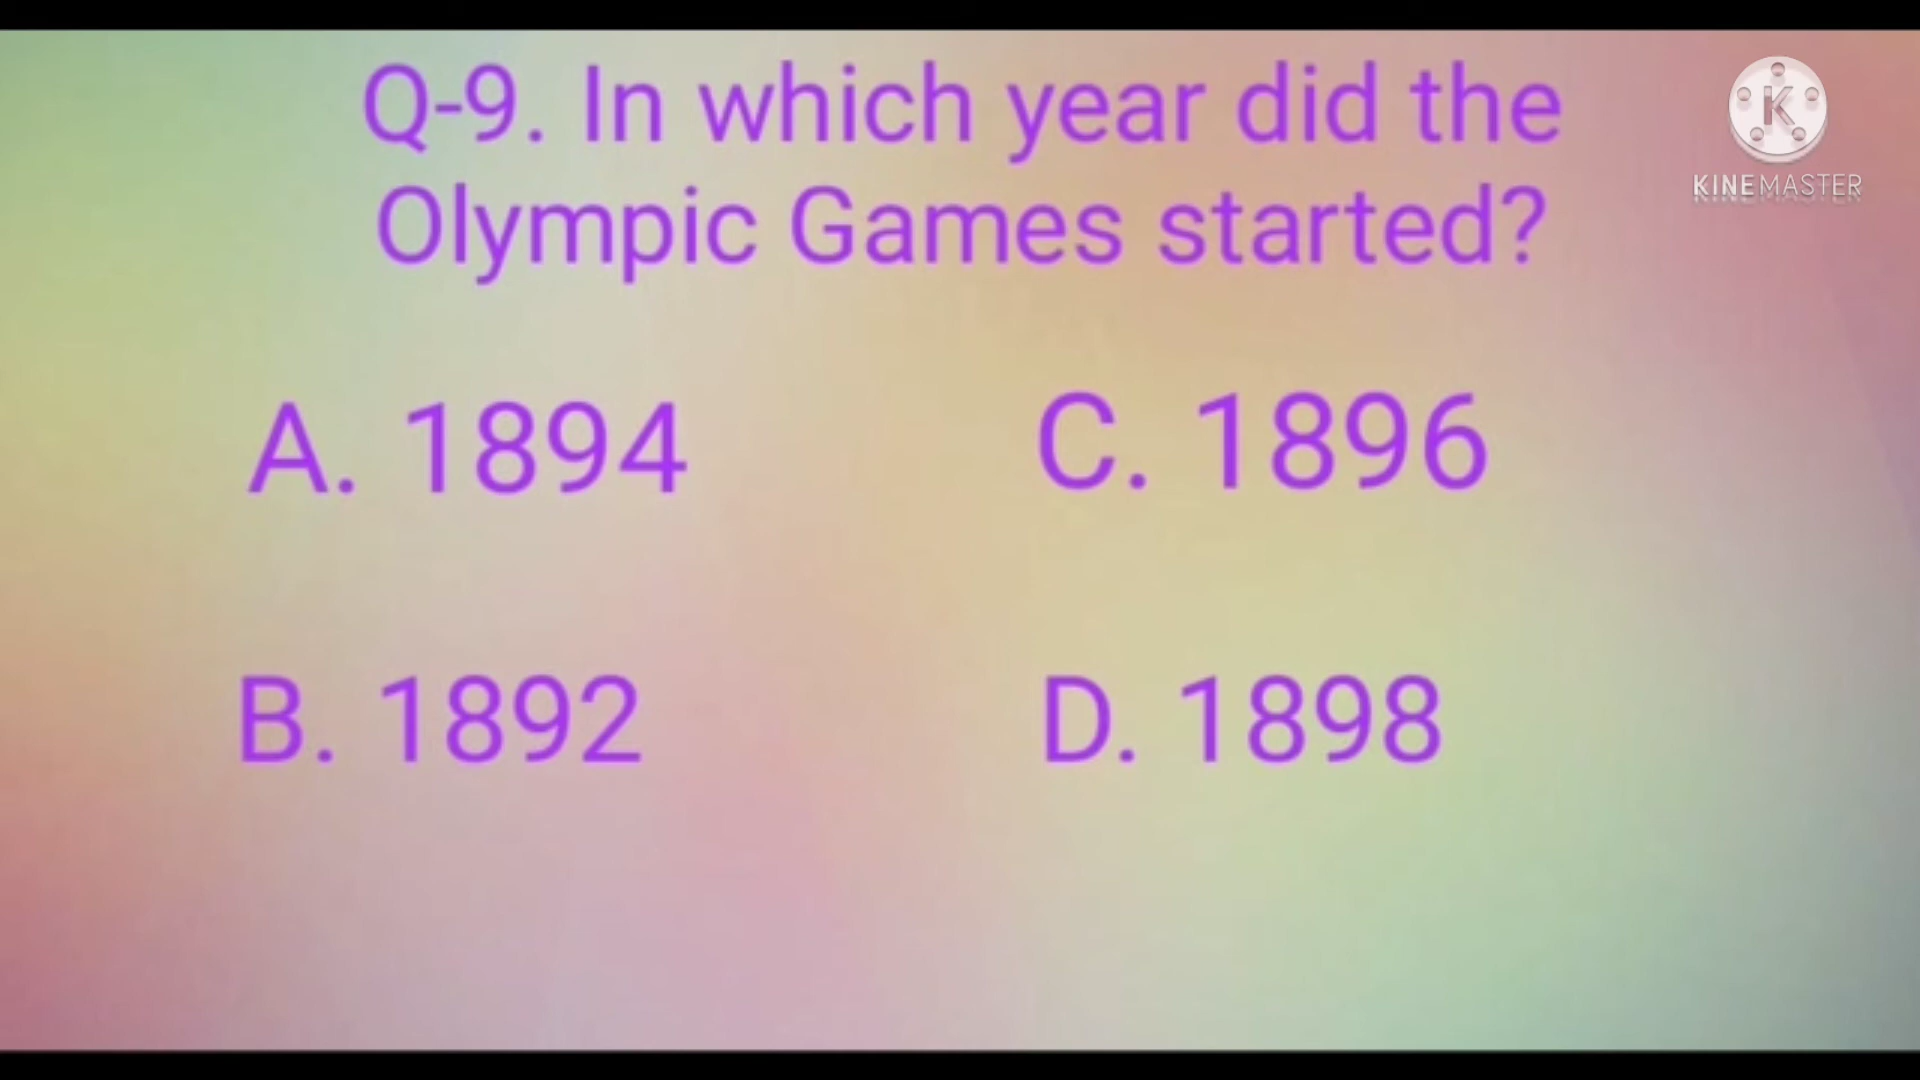 Q-9. In which year did the
Olympic Games started?
A. 1894
C. 1896
B. 1892
D. 1898
K
KINEMASTER